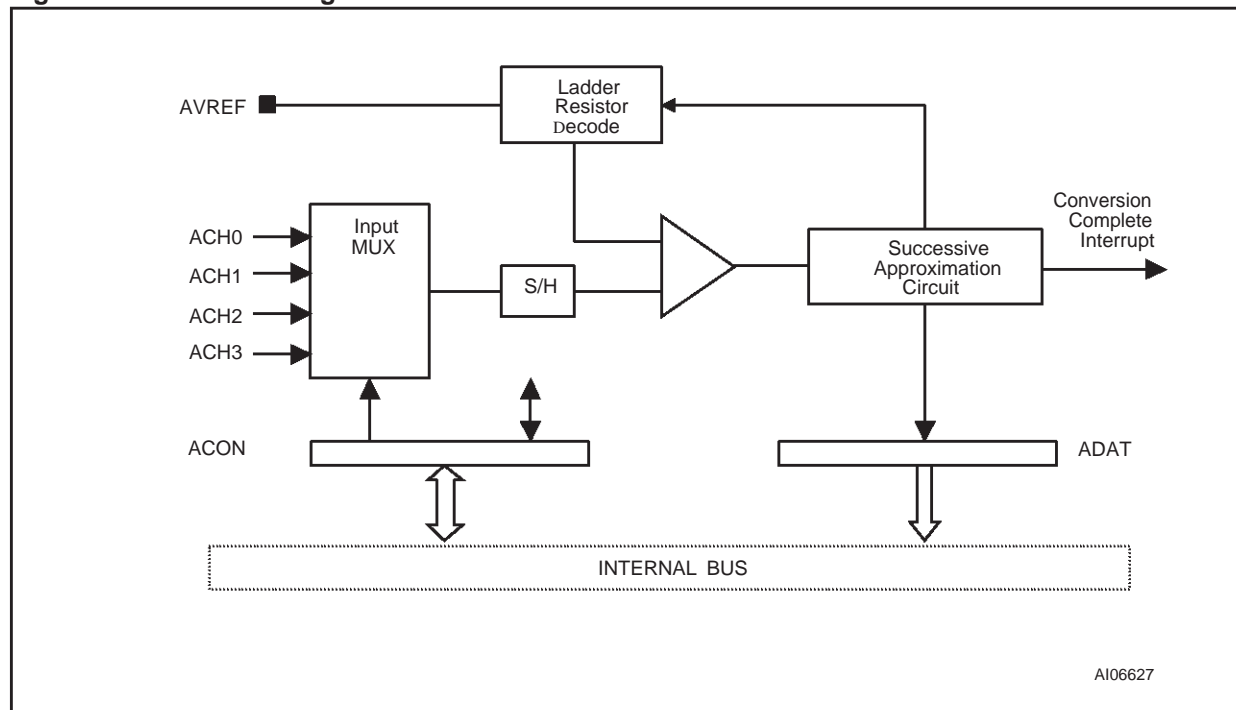 Ladder
Resistor
Decode
AVREF
Conversion
Complete
Interrupt
Input
MUX
ACH0
ACH1
ACH2
ACH3
S/H
Successive
Approximation
Circuit
ACON
ADAT
INTERNAL BUS
AI06627